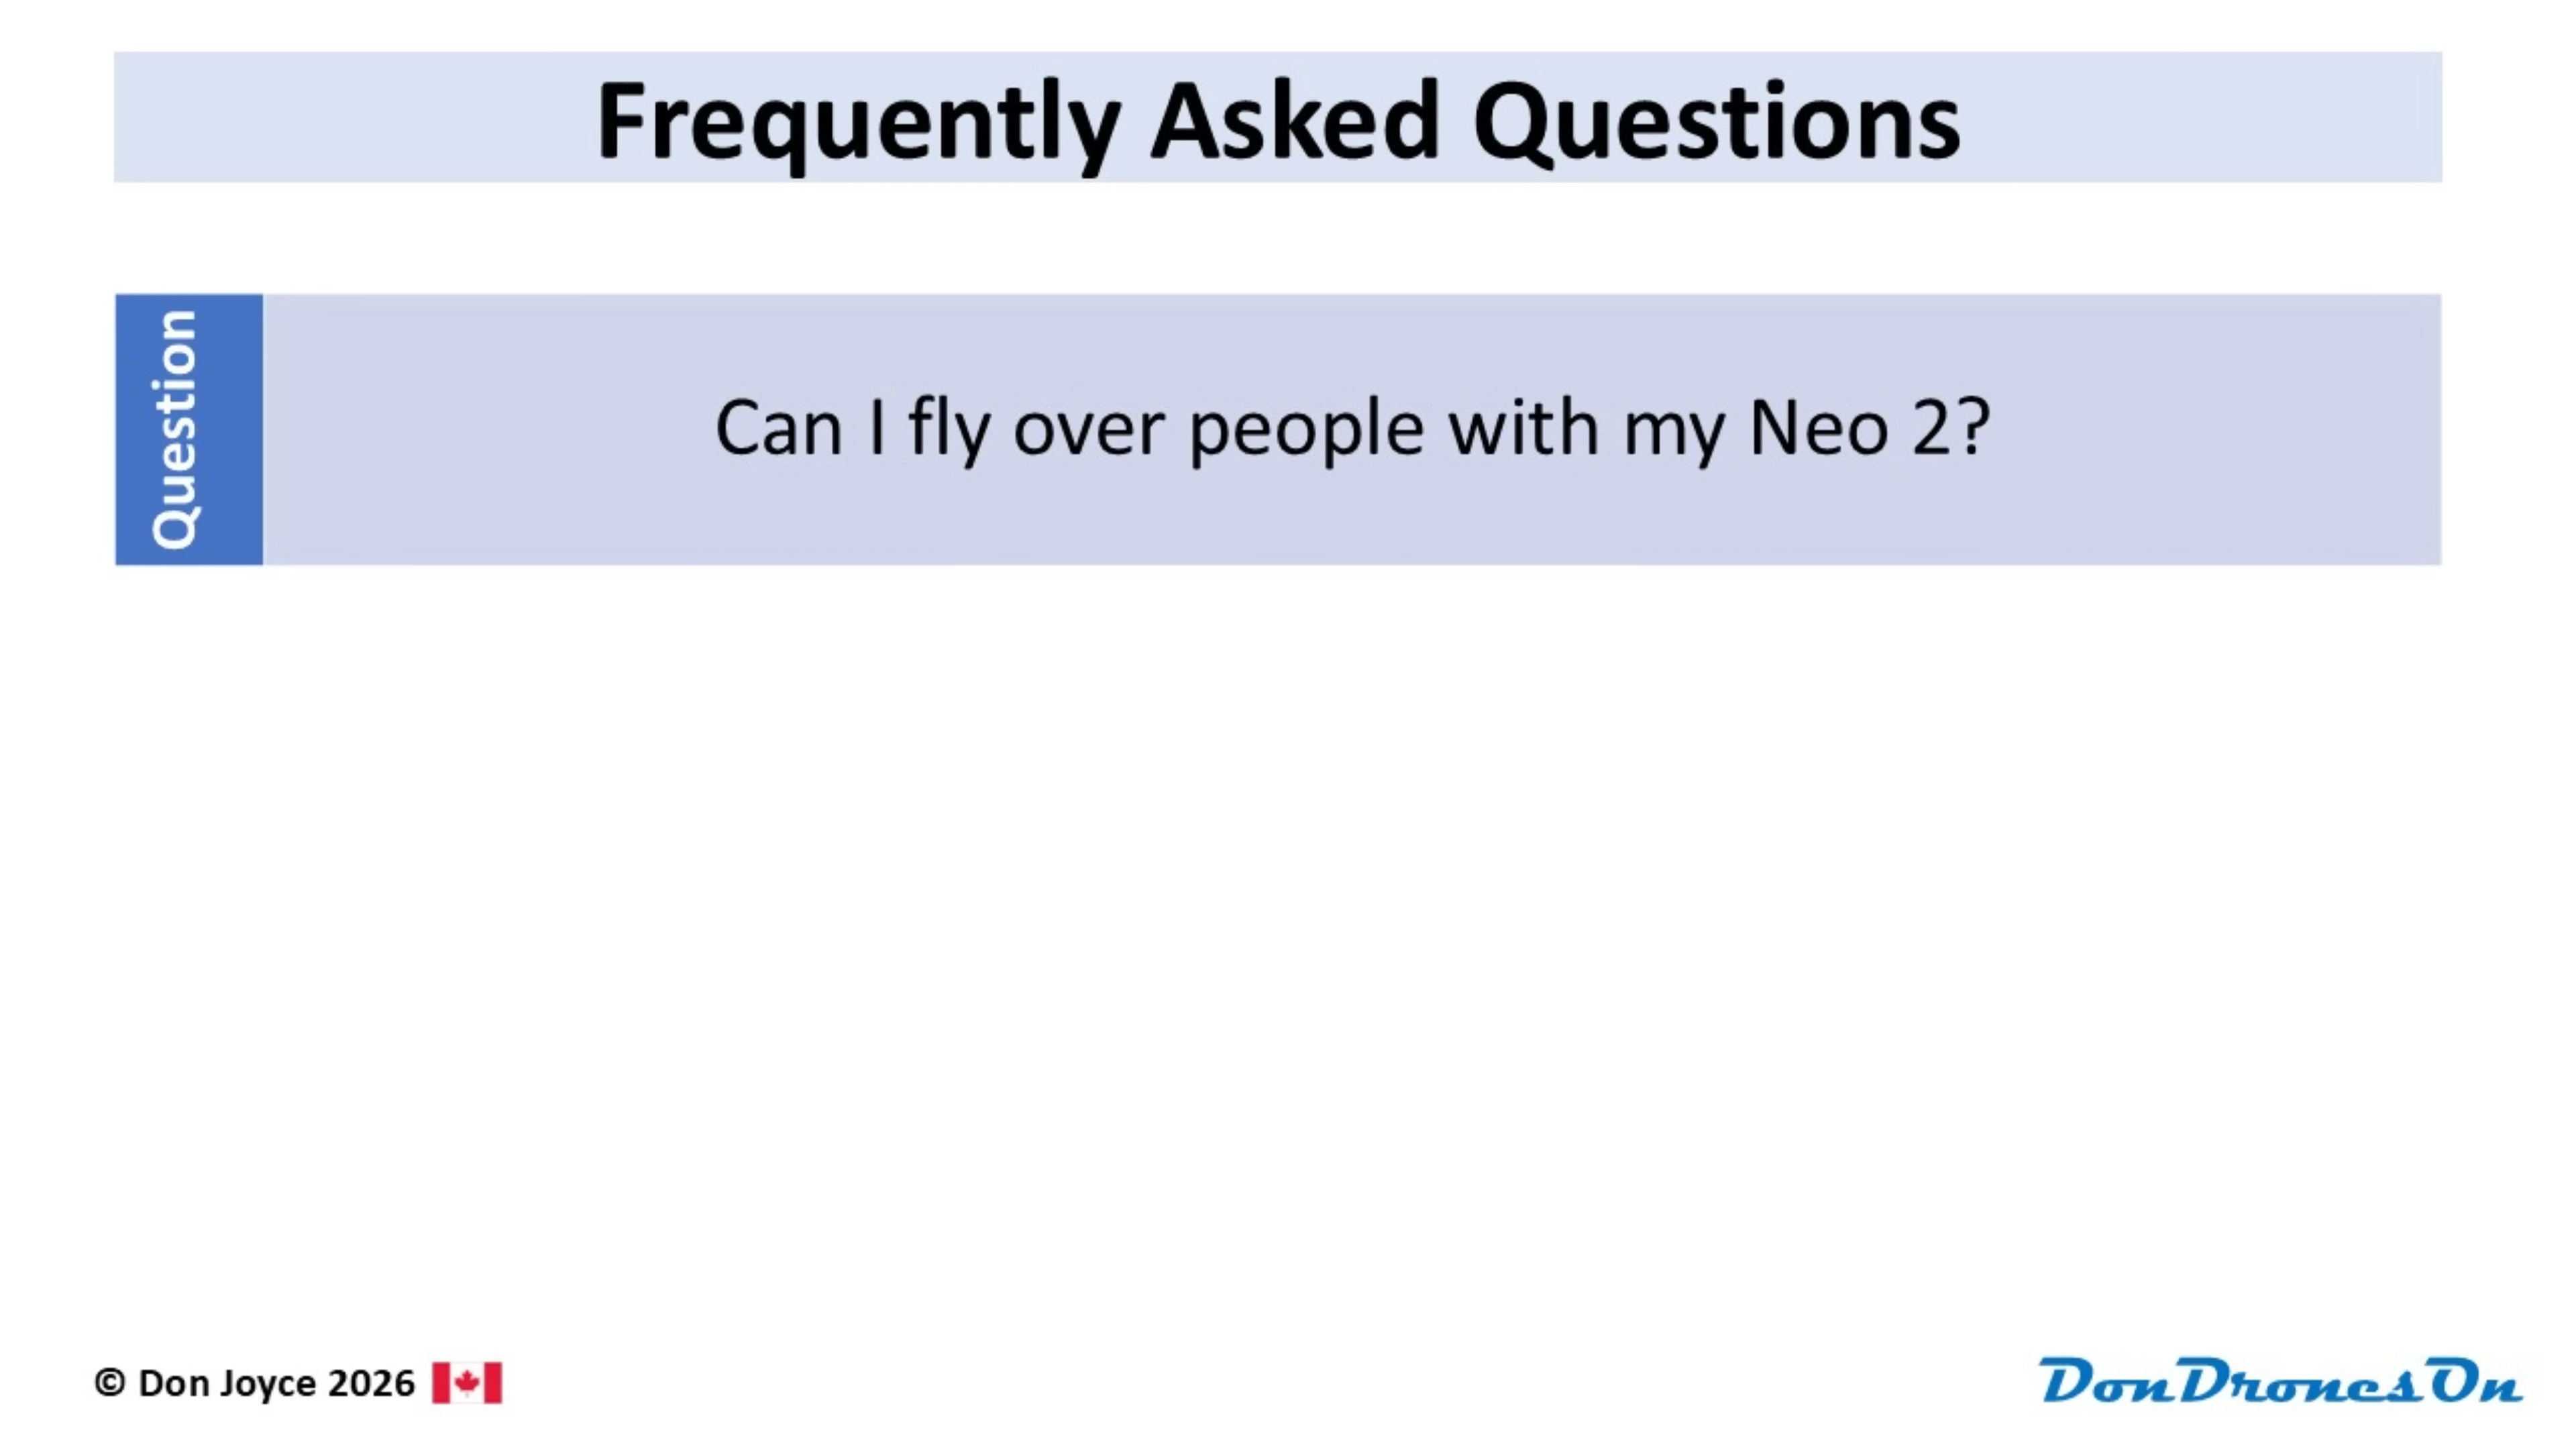 Frequently Asked Questions
Question
Can I fly over people with my Neo 2?
© Don Joyce 2026
DonDronesOn